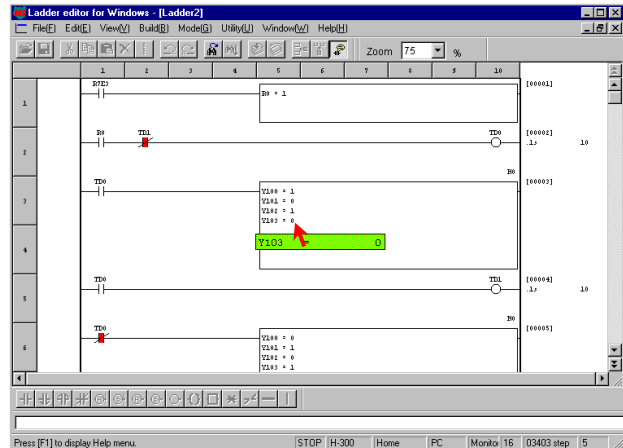 Ladder editor for Windows - [Ladder2]
File(F) Edit(E) View(V) Build(B) Mode(G) Utility(U) Window(W) Help(H)
Zoom 75 %
1 2 3 4 5 6 7 8 9 10
R7E3 [00001]
1 R0 = 1
R0 TD1 TD0 [00002]
2 .1s 10
R0
TD0 [00003]
3 Y100 = 1
Y101 = 0
Y102 = 1
Y103 = 0
4 Y103 = 0
TD0 TD1 [00004]
5 .1s 10
R0
TD0 [00005]
6 Y100 = 0
Y101 = 1
Y102 = 0
Y103 = 1
Press [F1] to display Help menu. STOP H-300 Home PC Monitor 16 03403 step 5